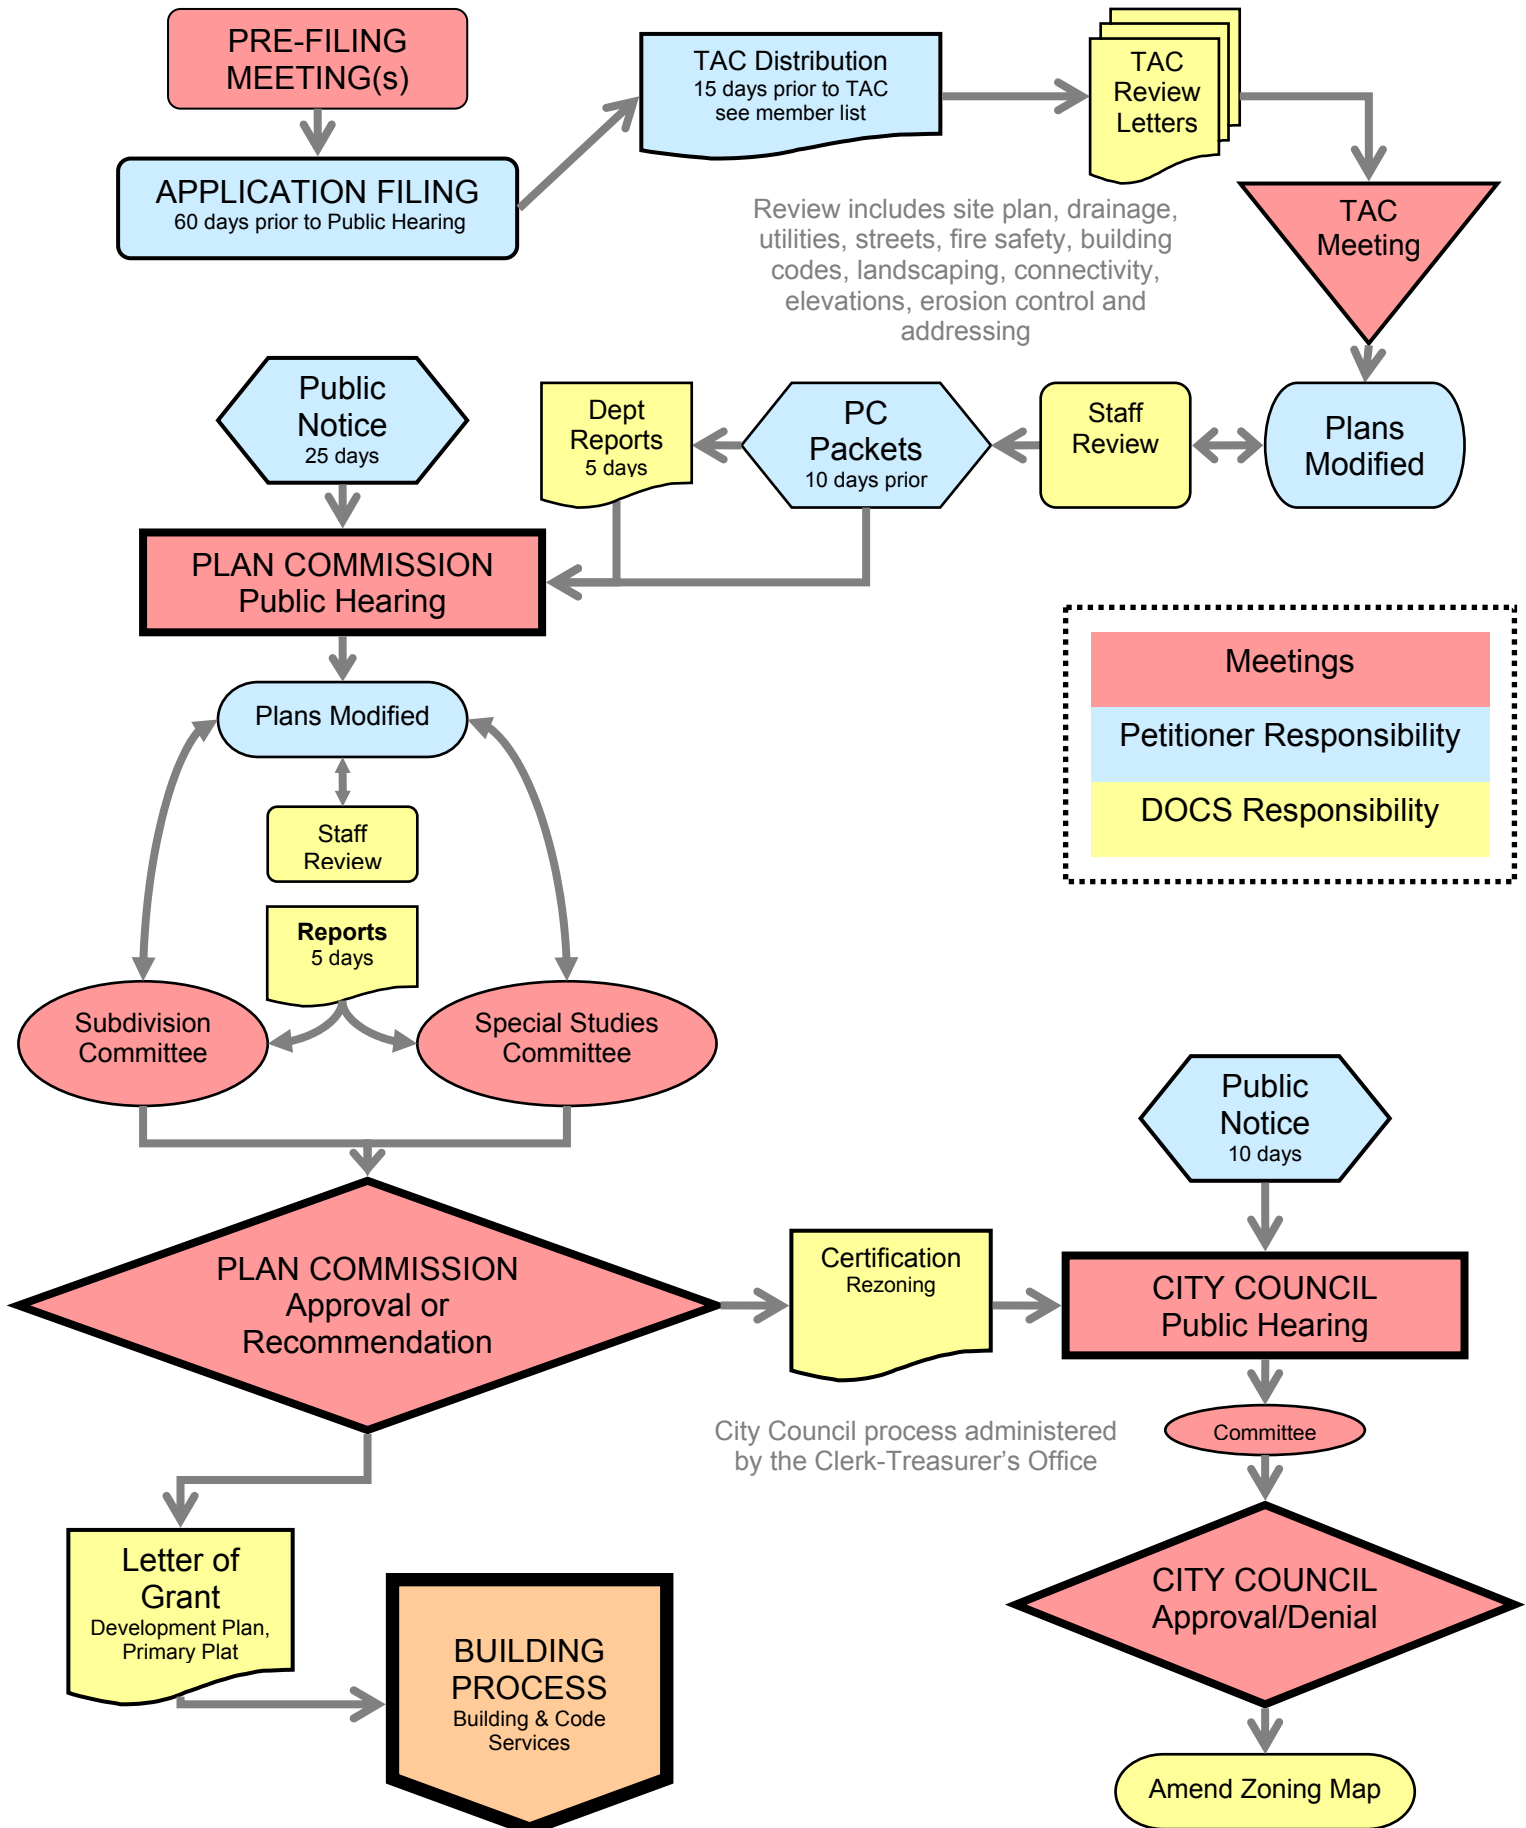 PRE-FILING
MEETING(s)
TAC Distribution
15 days prior to TAC
see member list
TAC
Review
Letters
APPLICATION FILING
60 days prior to Public Hearing
TAC
Meeting
Review includes site plan, drainage,
utilities, streets, fire safety, building
codes, landscaping, connectivity,
elevations, erosion control and
addressing
Public
Notice
25 days
Dept
Reports
5 days
PC
Packets
10 days prior
Staff
Review
Plans
Modified
PLAN COMMISSION
Public Hearing
Meetings
Petitioner Responsibility
DOCS Responsibility
Plans Modified
Staff
Review
Reports
5 days
Subdivision
Committee
Special Studies
Committee
Public
Notice
10 days
PLAN COMMISSION
Approval or
Recommendation
Certification
Rezoning
CITY COUNCIL
Public Hearing
City Council process administered
by the Clerk-Treasurer’s Office
Committee
Letter of
Grant
Development Plan,
Primary Plat
BUILDING
PROCESS
Building & Code
Services
CITY COUNCIL
Approval/Denial
Amend Zoning Map